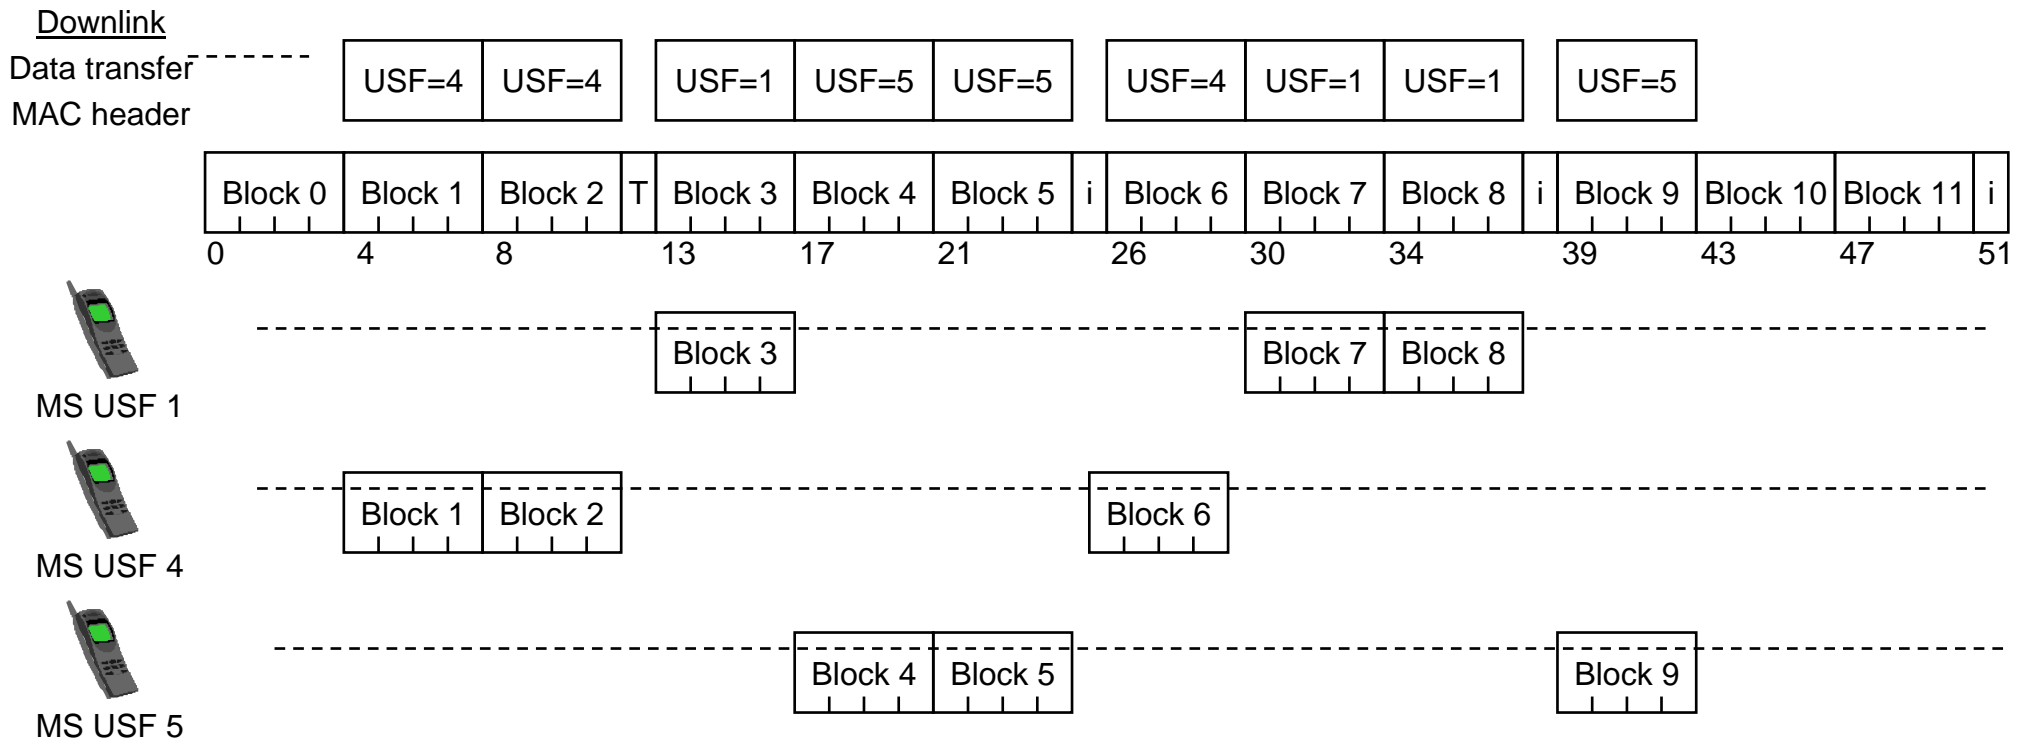 Downlink
Data transfer
MAC header
USF=4 USF=4 USF=1 USF=5 USF=5 USF=4 USF=1 USF=1 USF=5
Block 0 Block 1 Block 2 T Block 3 Block 4 Block 5 i Block 6 Block 7 Block 8 i Block 9 Block 10 Block 11 i
0 4 8 13 17 21 26 30 34 39 43 47 51
Block 3 Block 7 Block 8
MS USF 1
Block 1 Block 2 Block 6
MS USF 4
Block 4 Block 5 Block 9
MS USF 5